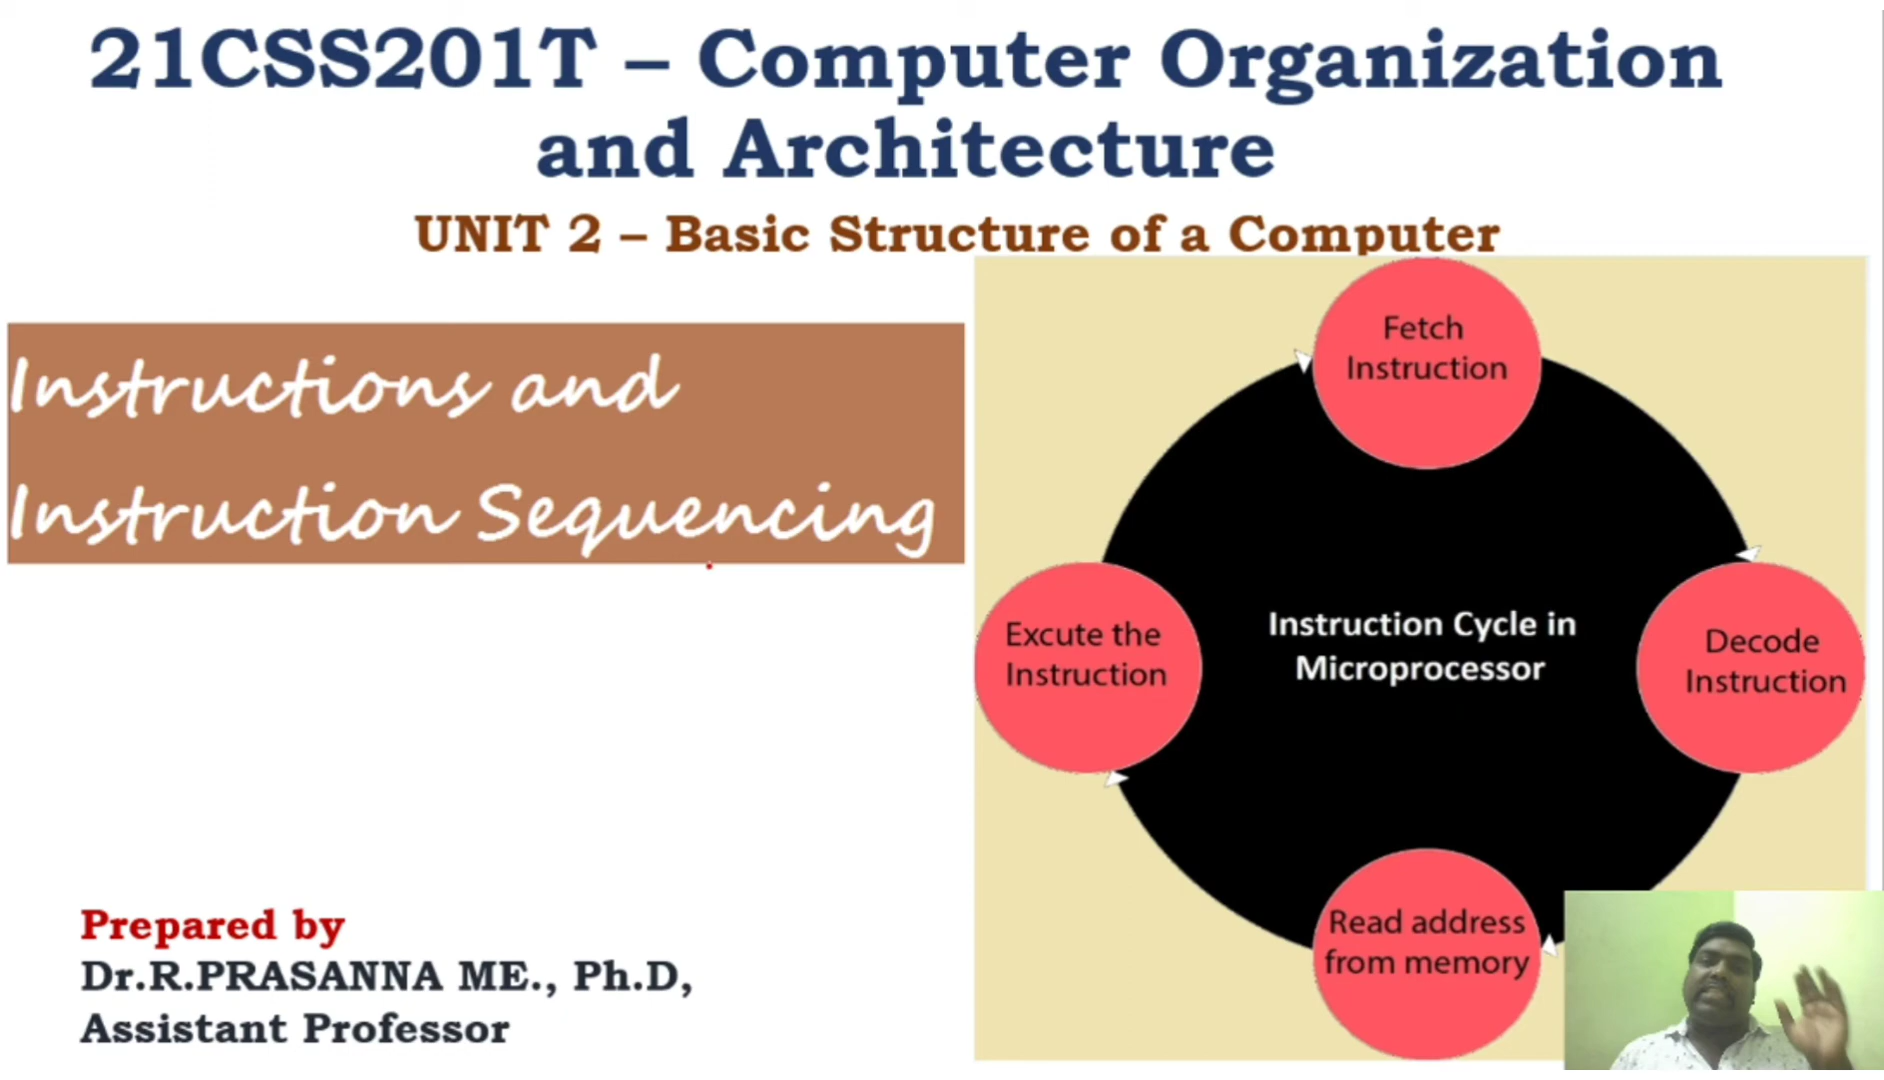 21CSS201T – Computer Organization
and Architecture
UNIT 2 – Basic Structure of a Computer
Instructions and
Instruction Sequencing
Fetch
Instruction
Excute the
Instruction
Instruction Cycle in
Microprocessor
Decode
Instruction
Read address
from memory
Prepared by
Dr.R.PRASANNA ME., Ph.D,
Assistant Professor